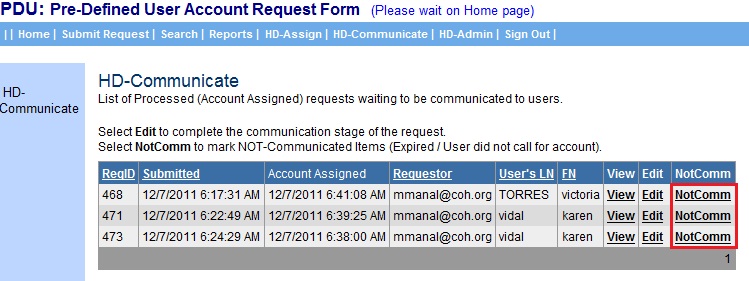 PDU: Pre-Defined User Account Request Form (Please wait on Home page)
| | Home | Submit Request | Search | Reports | HD-Assign | HD-Communicate | HD-Admin | Sign Out |
HD-Communicate
HD-Communicate
List of Processed (Account Assigned) requests waiting to be communicated to users.
Select Edit to complete the communication stage of the request.
Select NotComm to mark NOT-Communicated Items (Expired / User did not call for account).
ReqID Submitted Account Assigned Requestor User's LN FN View Edit NotComm
468 12/7/2011 6:17:31 AM 12/7/2011 6:41:08 AM mmanal@coh.org TORRES victoria View Edit NotComm
471 12/7/2011 6:22:49 AM 12/7/2011 6:39:25 AM mmanal@coh.org vidal karen View Edit NotComm
473 12/7/2011 6:24:29 AM 12/7/2011 6:38:00 AM mmanal@coh.org vidal karen View Edit NotComm
1